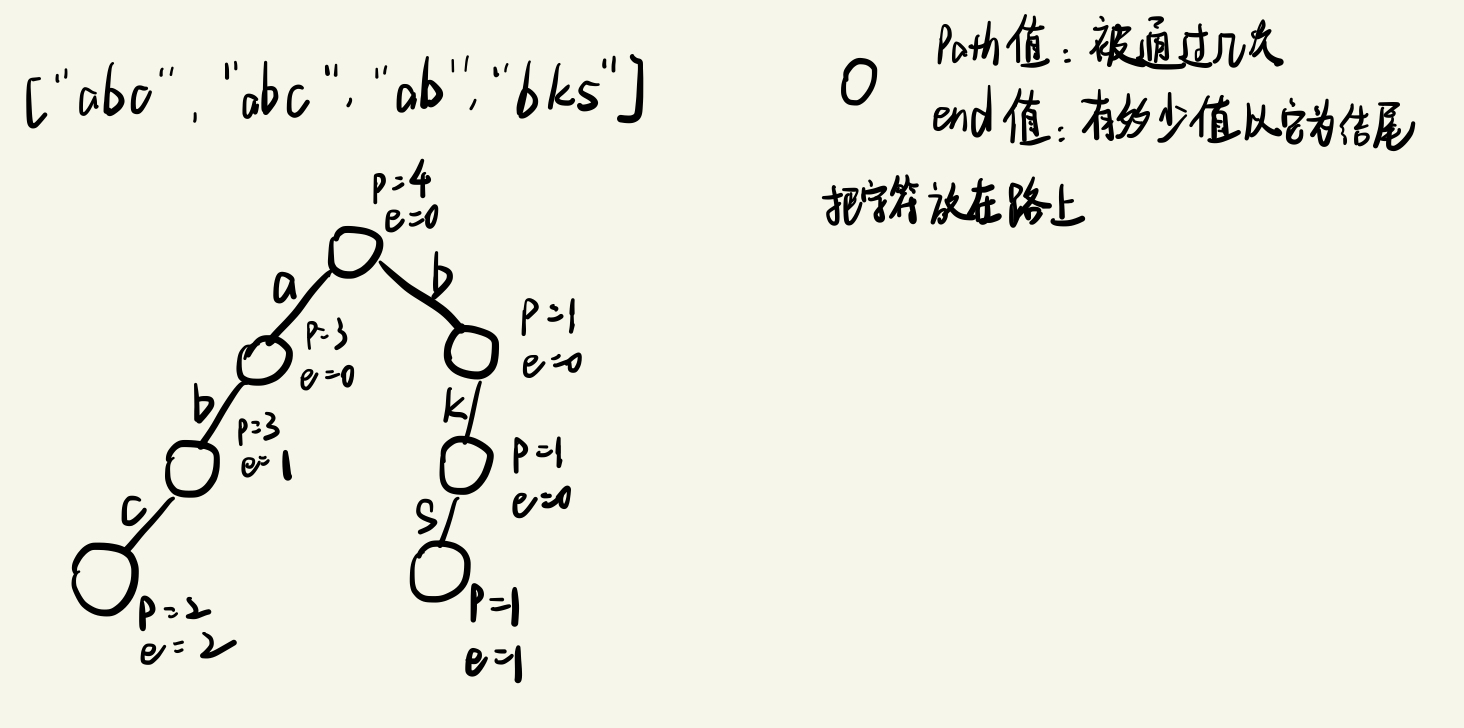 ["abc", "abc", "ab", "bks"]
Path值：被通过几次
end值：有多少值以它为结尾
把字符放在路上
p=4
e=0
a
b
p=3
e=0
p=1
e=0
b
k
p=3
e=1
p=1
e=0
c
s
p=2
e=2
p=1
e=1